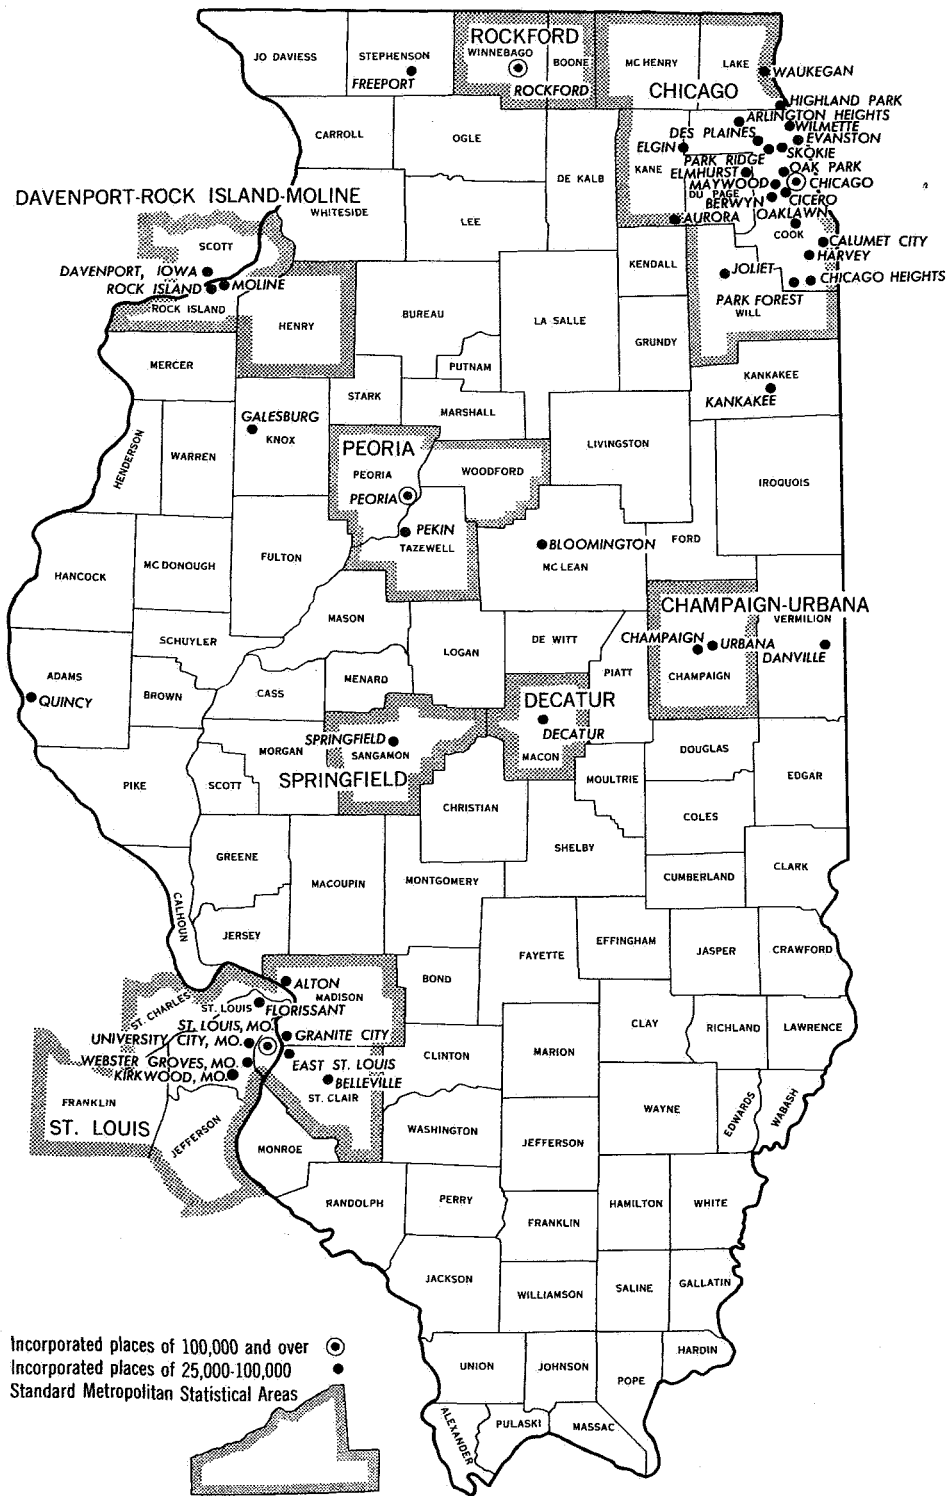 ROCKFORD
JO DAVIESS
STEPHENSON
WINNEBAGO
BOONE
MC HENRY
LAKE
WAUKEGAN
FREEPORT
ROCKFORD
CHICAGO
HIGHLAND PARK
ARLINGTON HEIGHTS
WILMETTE
CARROLL
OGLE
DES PLAINES
EVANSTON
ELGIN
SKOKIE
PARK RIDGE
KANE
OAK PARK
ELMHURST
DE KALB
MAYWOOD
CHICAGO
DU PAGE
BERWYN
CICERO
DAVENPORT-ROCK ISLAND-MOLINE
WHITESIDE
LEE
AURORA
OAKLAWN
COOK
SCOTT
CALUMET CITY
HARVEY
KENDALL
DAVENPORT, IOWA
JOLIET
CHICAGO HEIGHTS
ROCK ISLAND
MOLINE
PARK FOREST
ROCK ISLAND
WILL
HENRY
BUREAU
LA SALLE
GRUNDY
MERCER
PUTNAM
KANKAKEE
STARK
KANKAKEE
MARSHALL
GALESBURG
KNOX
HENDERSON
WARREN
PEORIA
LIVINGSTON
PEORIA
WOODFORD
IROQUOIS
PEORIA
PEKIN
TAZEWELL
BLOOMINGTON
FORD
HANCOCK
MC DONOUGH
FULTON
MC LEAN
CHAMPAIGN-URBANA
MASON
VERMILION
SCHUYLER
LOGAN
DE WITT
CHAMPAIGN
URBANA
DANVILLE
ADAMS
QUINCY
BROWN
CASS
MENARD
PIATT
CHAMPAIGN
DECATUR
SPRINGFIELD
DECATUR
MORGAN
SANGAMON
MACON
DOUGLAS
SPRINGFIELD
PIKE
SCOTT
MOULTRIE
EDGAR
CHRISTIAN
COLES
SHELBY
GREENE
CLARK
CUMBERLAND
MACOUPIN
MONTGOMERY
CALHOUN
JERSEY
EFFINGHAM
JASPER
CRAWFORD
FAYETTE
BOND
ALTON
MADISON
ST. CHARLES
ST. LOUIS
FLORISSANT
ST. LOUIS, MO.
CLAY
RICHLAND
LAWRENCE
UNIVERSITY CITY, MO.
GRANITE CITY
MARION
CLINTON
WEBSTER GROVES, MO.
EAST ST. LOUIS
KIRKWOOD, MO.
BELLEVILLE
ST. CLAIR
FRANKLIN
ST. LOUIS
WAYNE
EDWARDS
WABASH
JEFFERSON
WASHINGTON
JEFFERSON
MONROE
RANDOLPH
PERRY
HAMILTON
WHITE
FRANKLIN
JACKSON
WILLIAMSON
SALINE
GALLATIN
Incorporated places of 100,000 and over
Incorporated places of 25,000-100,000
Standard Metropolitan Statistical Areas
UNION
JOHNSON
HARDIN
POPE
ALEXANDER
PULASKI
MASSAC